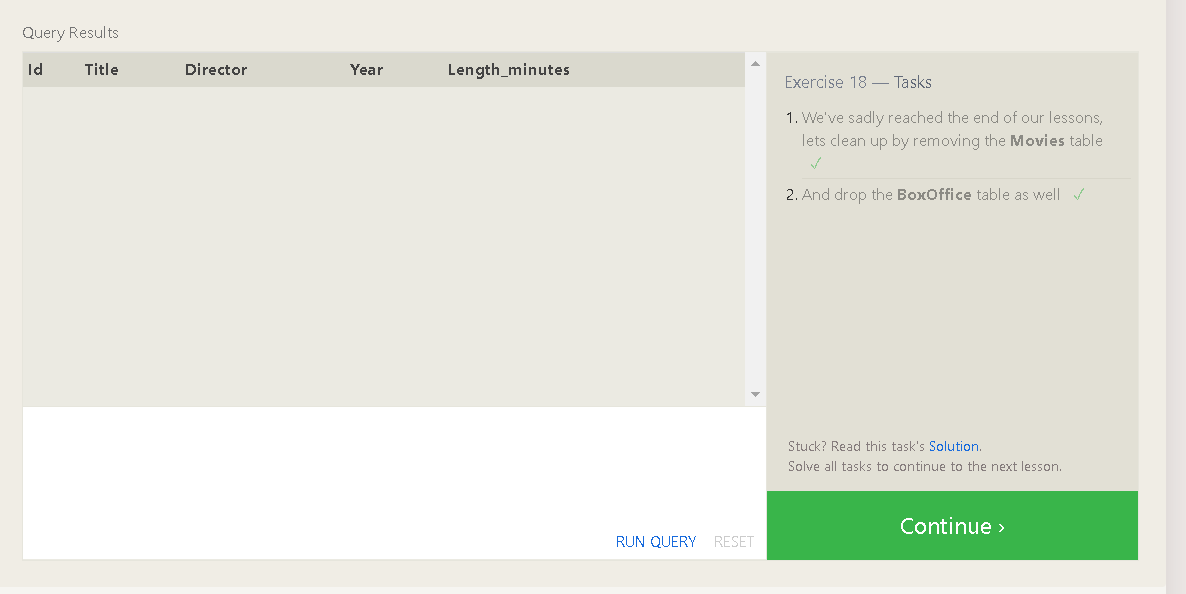 Query Results
Id Title Director Year Length_minutes
Exercise 18 — Tasks
1. We've sadly reached the end of our lessons,
lets clean up by removing the Movies table
✓
2. And drop the BoxOffice table as well ✓
Stuck? Read this task's Solution.
Solve all tasks to continue to the next lesson.
RUN QUERY RESET
Continue ›